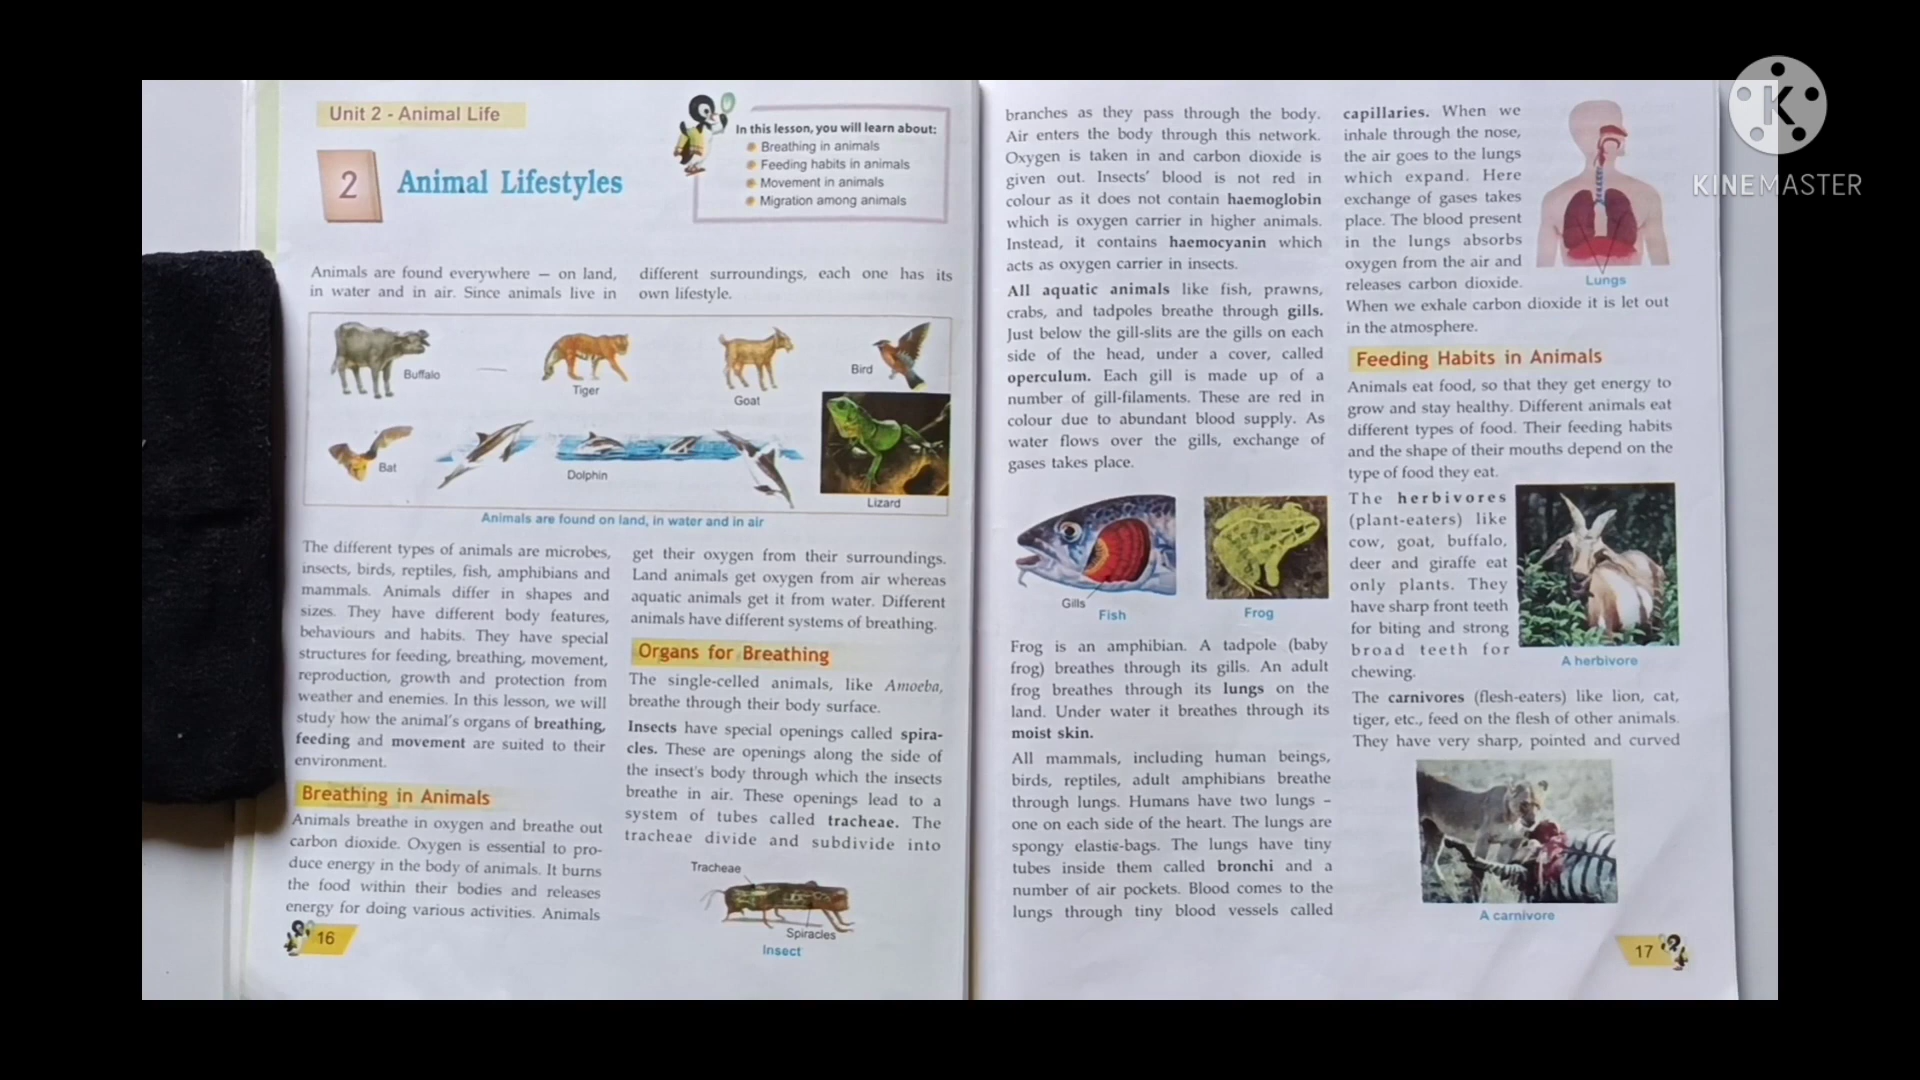 Unit 2 - Animal Life
2
Animal Lifestyles
In this lesson, you will learn about:
Breathing in animals
Feeding habits in animals
Movement in animals
Migration among animals
Animals are found everywhere — on land,
in water and in air. Since animals live in
different surroundings, each one has its
own lifestyle.
Buffalo
Tiger
Goat
Bird
Bat
Dolphin
Lizard
Animals are found on land, in water and in air
The different types of animals are microbes,
insects, birds, reptiles, fish, amphibians and
mammals. Animals differ in shapes and
sizes. They have different body features,
behaviours and habits. They have special
structures for feeding, breathing, movement,
reproduction, growth and protection from
weather and enemies. In this lesson, we will
study how the animal's organs of breathing,
feeding and movement are suited to their
environment.
Breathing in Animals
Animals breathe in oxygen and breathe out
carbon dioxide. Oxygen is essential to pro-
duce energy in the body of animals. It burns
the food within their bodies and releases
energy for doing various activities. Animals
16
get their oxygen from their surroundings.
Land animals get oxygen from air whereas
aquatic animals get it from water. Different
animals have different systems of breathing.
Organs for Breathing
The single-celled animals, like Amoeba,
breathe through their body surface.
Insects have special openings called spira-
cles. These are openings along the side of
the insect's body through which the insects
breathe in air. These openings lead to a
system of tubes called tracheae. The
tracheae divide and subdivide into
Tracheae
Spiracles
Insect
branches as they pass through the body.
Air enters the body through this network.
Oxygen is taken in and carbon dioxide is
given out. Insects' blood is not red in
colour as it does not contain haemoglobin
which is oxygen carrier in higher animals.
Instead, it contains haemocyanin which
acts as oxygen carrier in insects.
All aquatic animals like fish, prawns,
crabs, and tadpoles breathe through gills.
Just below the gill-slits are the gills on each
side of the head, under a cover, called
operculum. Each gill is made up of a
number of gill-filaments. These are red in
colour due to abundant blood supply. As
water flows over the gills, exchange of
gases takes place.
Gills
Fish
Frog
Frog is an amphibian. A tadpole (baby
frog) breathes through its gills. An adult
frog breathes through its lungs on the
land. Under water it breathes through its
moist skin.
All mammals, including human beings,
birds, reptiles, adult amphibians breathe
through lungs. Humans have two lungs –
one on each side of the heart. The lungs are
spongy elastic-bags. The lungs have tiny
tubes inside them called bronchi and a
number of air pockets. Blood comes to the
lungs through tiny blood vessels called
capillaries. When we
inhale through the nose,
the air goes to the lungs
which expand. Here
exchange of gases takes
place. The blood present
in the lungs absorbs
oxygen from the air and
releases carbon dioxide.
When we exhale carbon dioxide it is let out
in the atmosphere.
Lungs
Feeding Habits in Animals
Animals eat food, so that they get energy to
grow and stay healthy. Different animals eat
different types of food. Their feeding habits
and the shape of their mouths depend on the
type of food they eat.
The herbivores
(plant-eaters) like
cow, goat, buffalo,
deer and giraffe eat
only plants. They
have sharp front teeth
for biting and strong
broad teeth for
chewing.
A herbivore
The carnivores (flesh-eaters) like lion, cat,
tiger, etc., feed on the flesh of other animals.
They have very sharp, pointed and curved
A carnivore
17
K
KINEMASTER